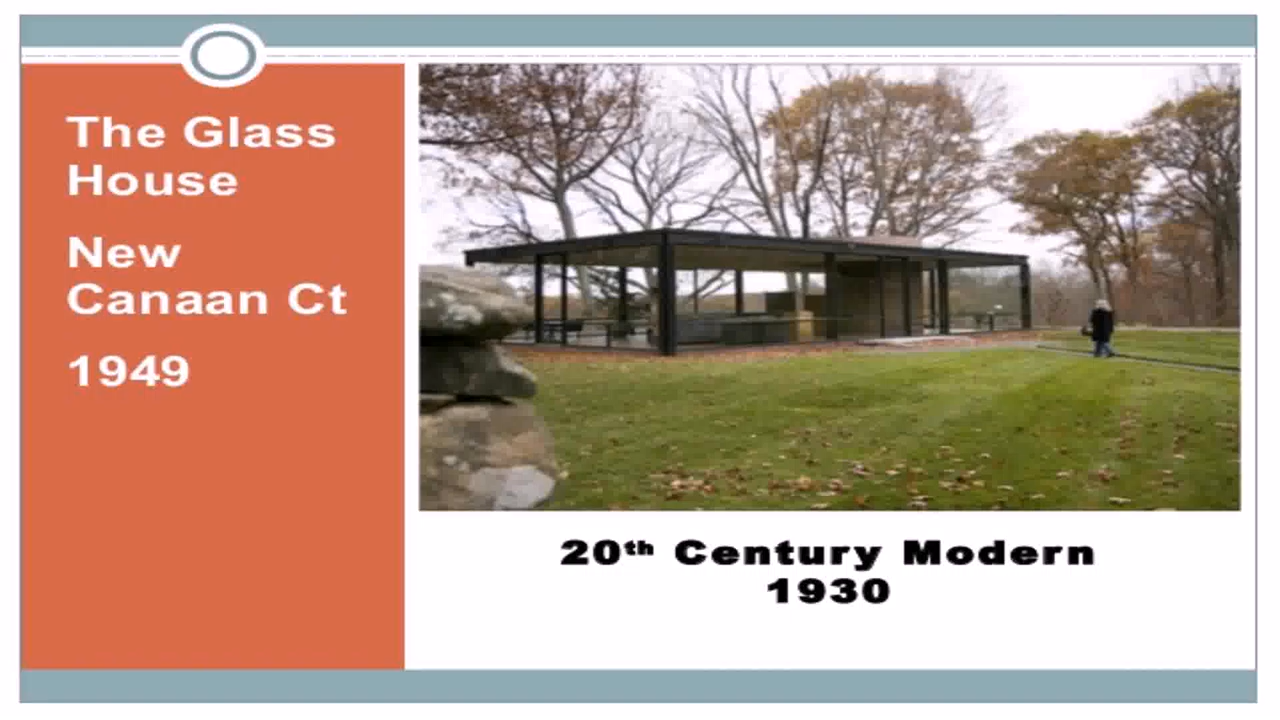 The Glass
House
New
Canaan Ct
1949
20th Century Modern
1930